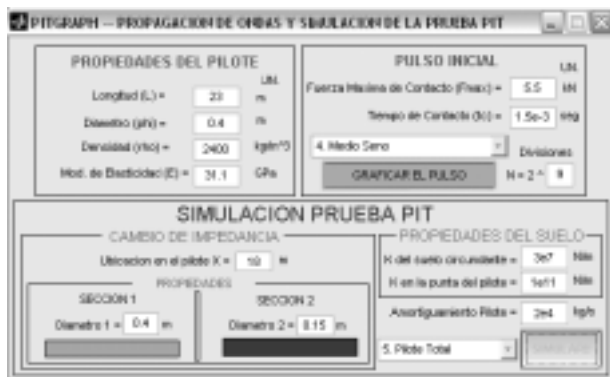 PITGRAPH -- PROPAGACION DE ONDAS Y SIMULACION DE LA PRUEBA PIT
PROPIEDADES DEL PILOTE
UN.
Longitud (L) = 23 m
Diametro (phi) = 0.4 m
Densidad (rho) = 2400 kg/m^3
Mod. de Elasticidad (E) = 31.1 GPa
PULSO INICIAL
UN.
Fuerza Maxima de Contacto (Fmax) = 5.5 kN
Tiempo de Contacto (tc) = 1.5e-3 seg
4. Medio Seno
Divisiones
GRAFICAR EL PULSO N = 2 ^ 8
SIMULACION PRUEBA PIT
CAMBIO DE IMPEDANCIA
Ubicacion en el pilote X = 18 m
PROPIEDADES
SECCION 1
Diametro 1 = 0.4 m
SECCION 2
Diametro 2 = 0.15 m
PROPIEDADES DEL SUELO
K del suelo circundante = 3e7 N/m
K en la punta del pilote = 1e11 N/m
Amortiguamiento Pilote = 2e4 kg/s
5. Pilote Total